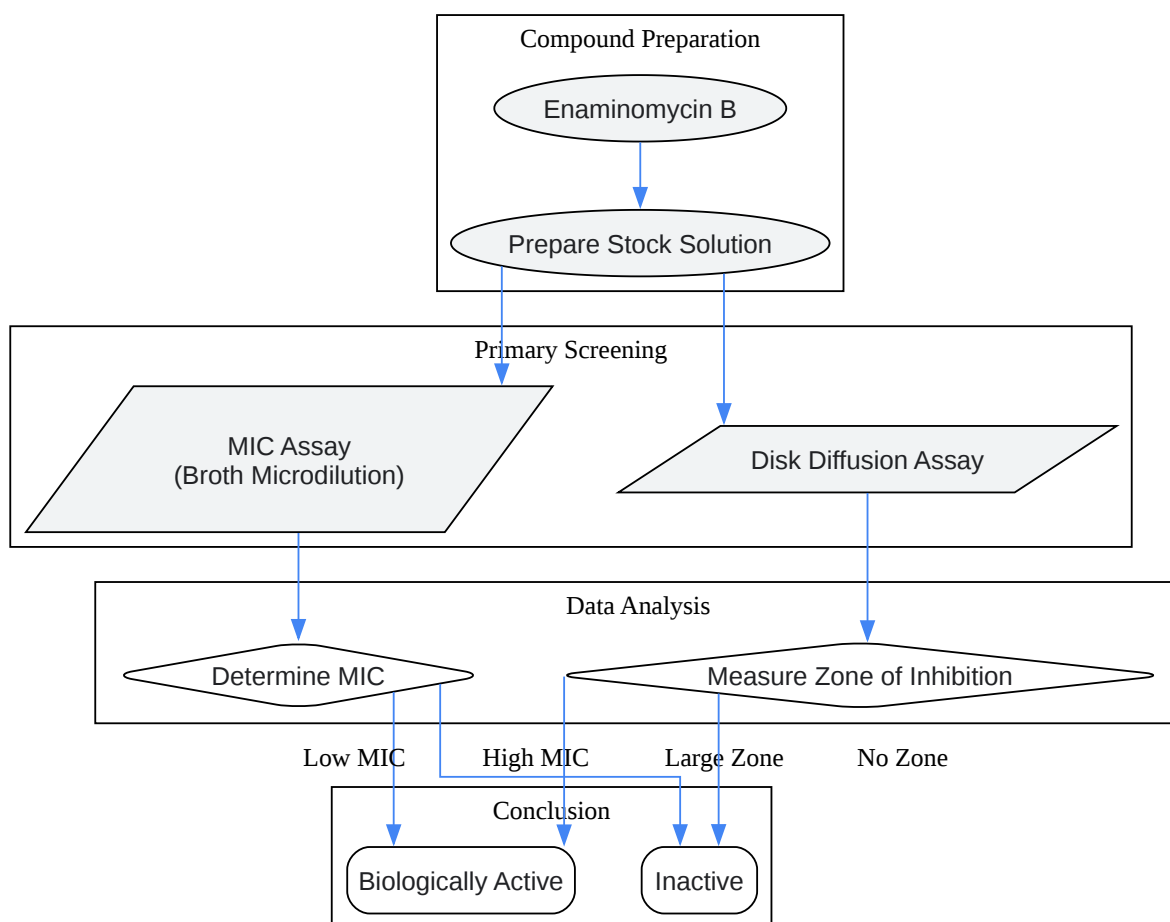 Compound Preparation
Enaminomycin B
Prepare Stock Solution
Primary Screening
MIC Assay
(Broth Microdilution)
Disk Diffusion Assay
Data Analysis
Determine MIC
Measure Zone of Inhibition
Low MIC
High MIC
Large Zone
No Zone
Conclusion
Biologically Active
Inactive